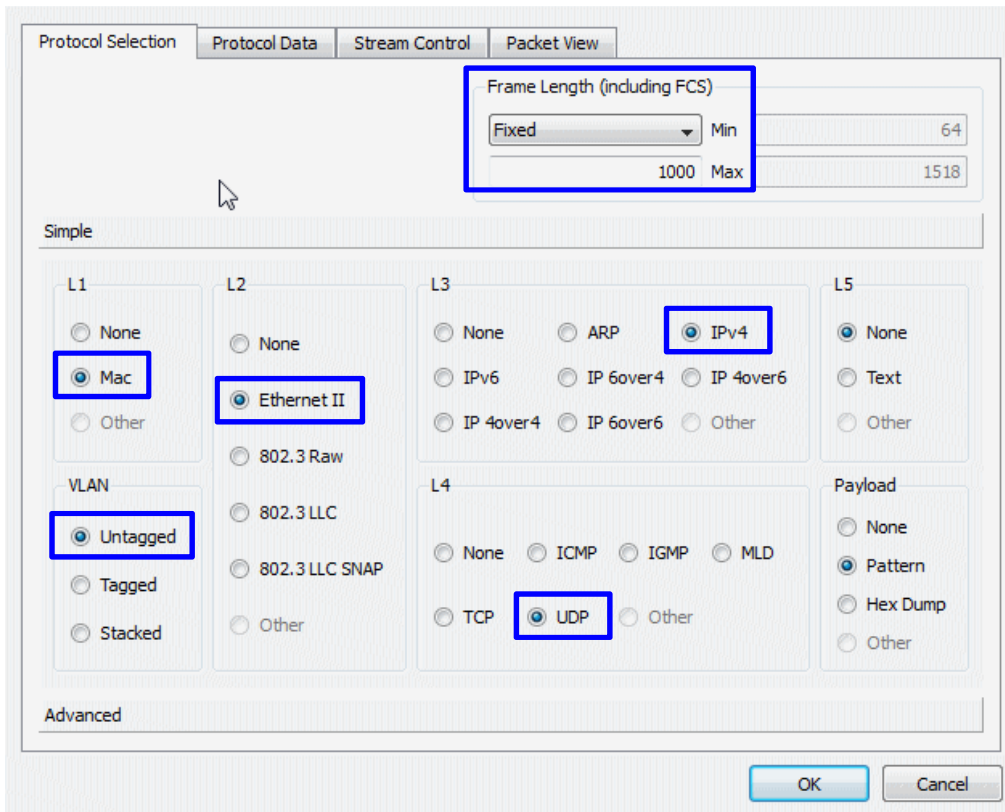 Protocol Selection Protocol Data Stream Control Packet View
Frame Length (including FCS)
Fixed Min 64
1000 Max 1518
Simple
L1
None
Mac
Other
VLAN
Untagged
Tagged
Stacked
L2
None
Ethernet II
802.3 Raw
802.3 LLC
802.3 LLC SNAP
Other
L3
None ARP IPv4
IPv6 IP 6over4 IP 4over6
IP 4over4 IP 6over6 Other
L4
None ICMP IGMP MLD
TCP UDP Other
L5
None
Text
Other
Payload
None
Pattern
Hex Dump
Other
Advanced
OK Cancel